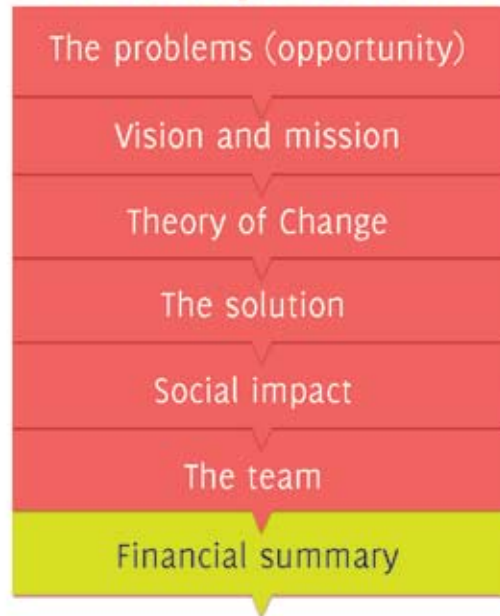 The problems (opportunity)
Vision and mission
Theory of Change
The solution
Social impact
The team
Financial summary